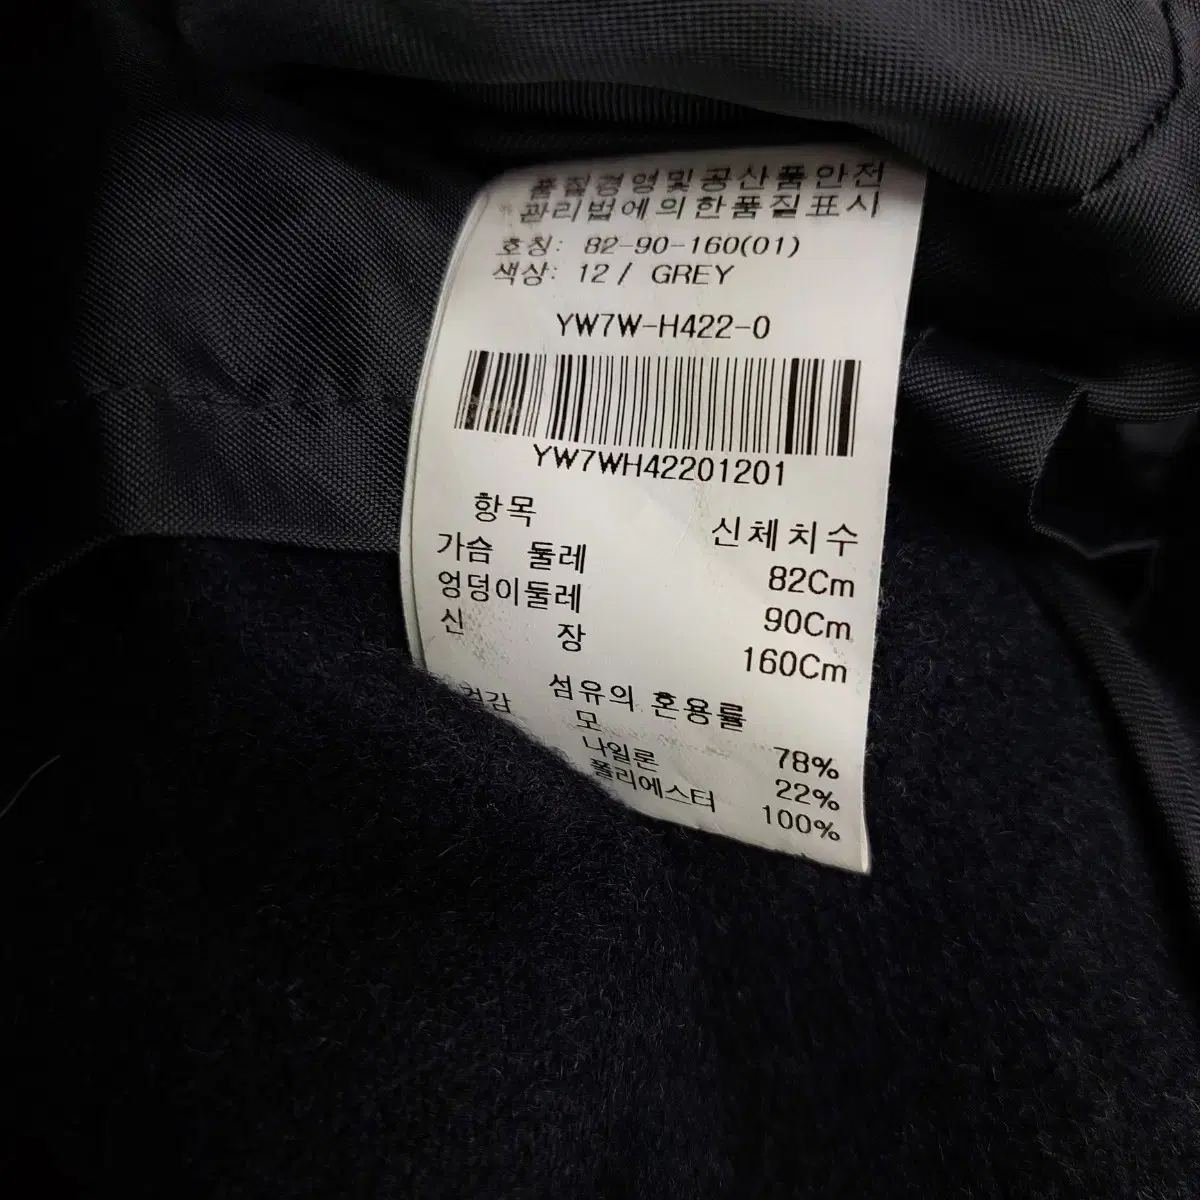 품질경영및공산품안전
관리법에의한품질표시
호칭: 82-90-160(01)
색상: 12/ GREY
YW7W-H422-0
YW7WH42201201
항목 신체치수
가슴 둘레 82Cm
엉덩이둘레 90Cm
신 장 160Cm
섬유의 혼용률
겉감 모 78%
나일론 22%
폴리에스터 100%